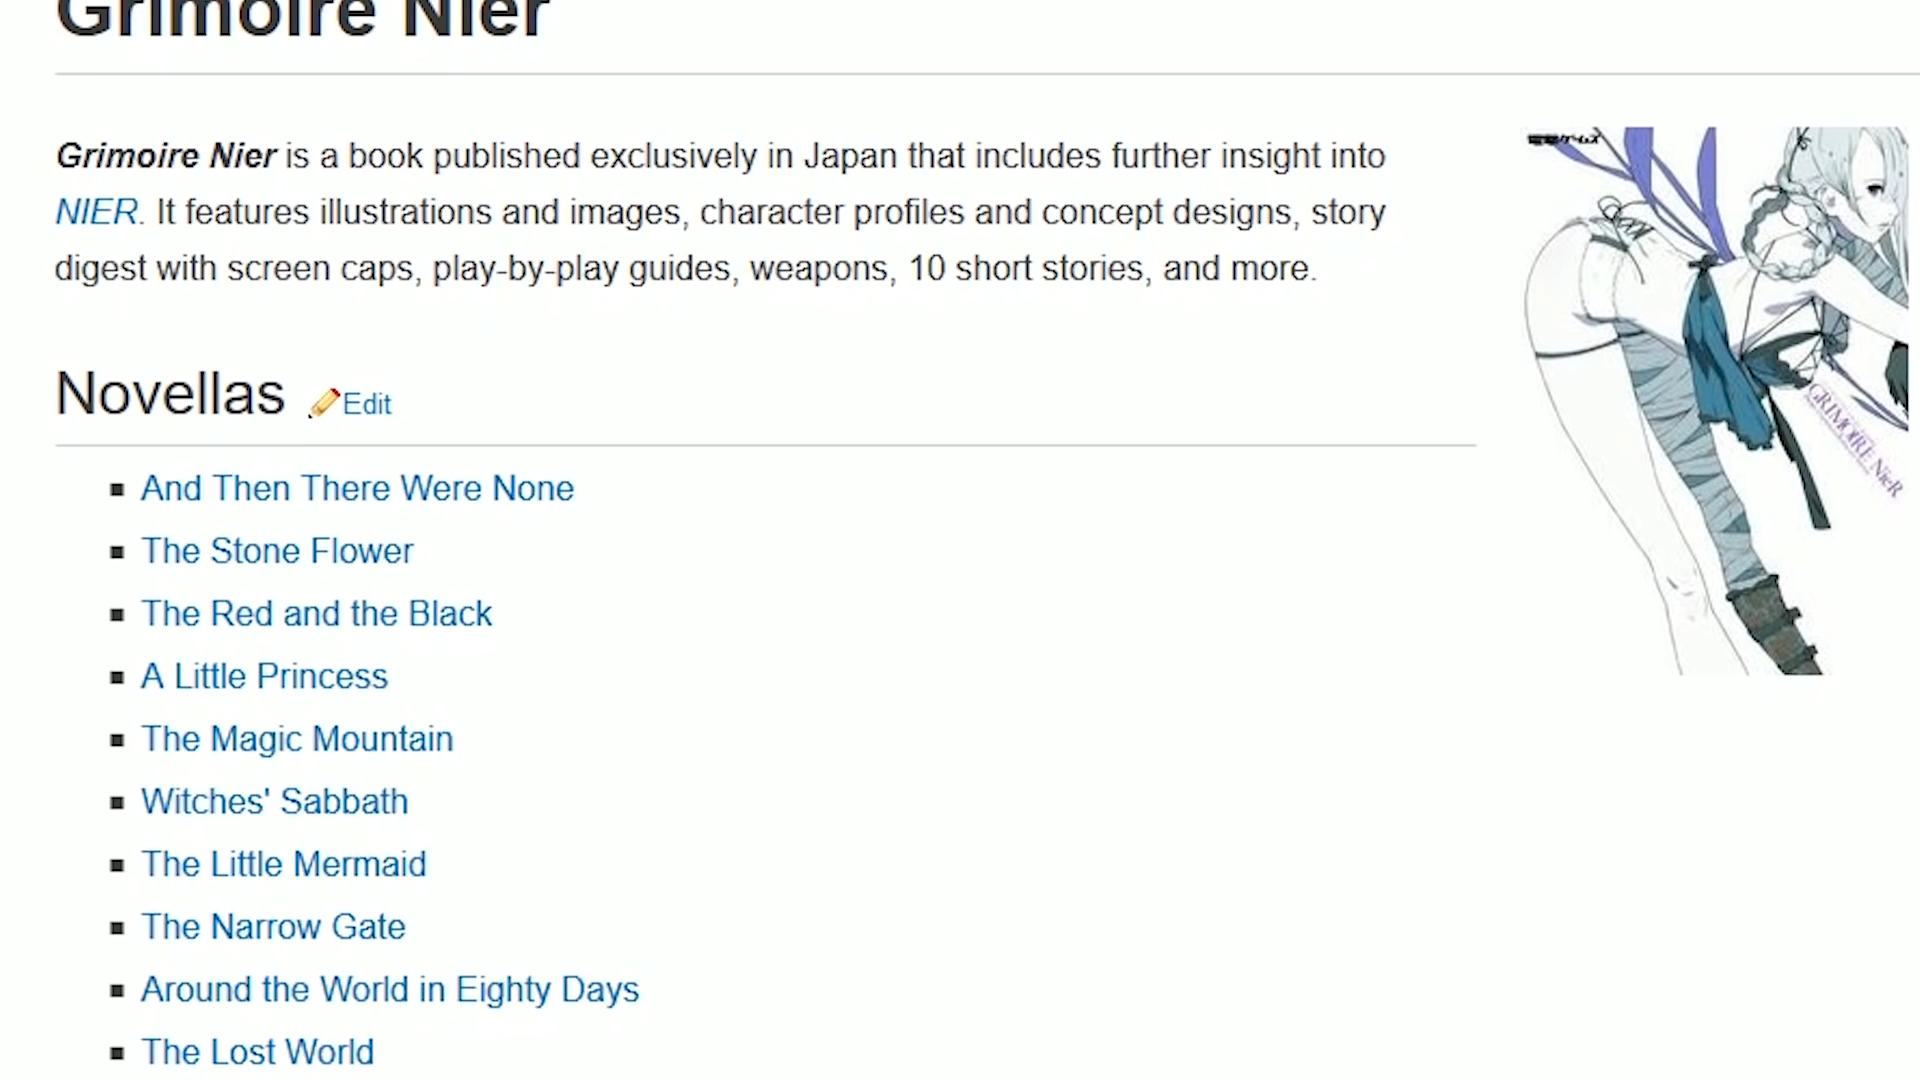 Grimoire Nier
Grimoire Nier is a book published exclusively in Japan that includes further insight into
NIER. It features illustrations and images, character profiles and concept designs, story
digest with screen caps, play-by-play guides, weapons, 10 short stories, and more.
Novellas Edit
And Then There Were None
The Stone Flower
The Red and the Black
A Little Princess
The Magic Mountain
Witches' Sabbath
The Little Mermaid
The Narrow Gate
Around the World in Eighty Days
The Lost World
GRIMOIRE NieR